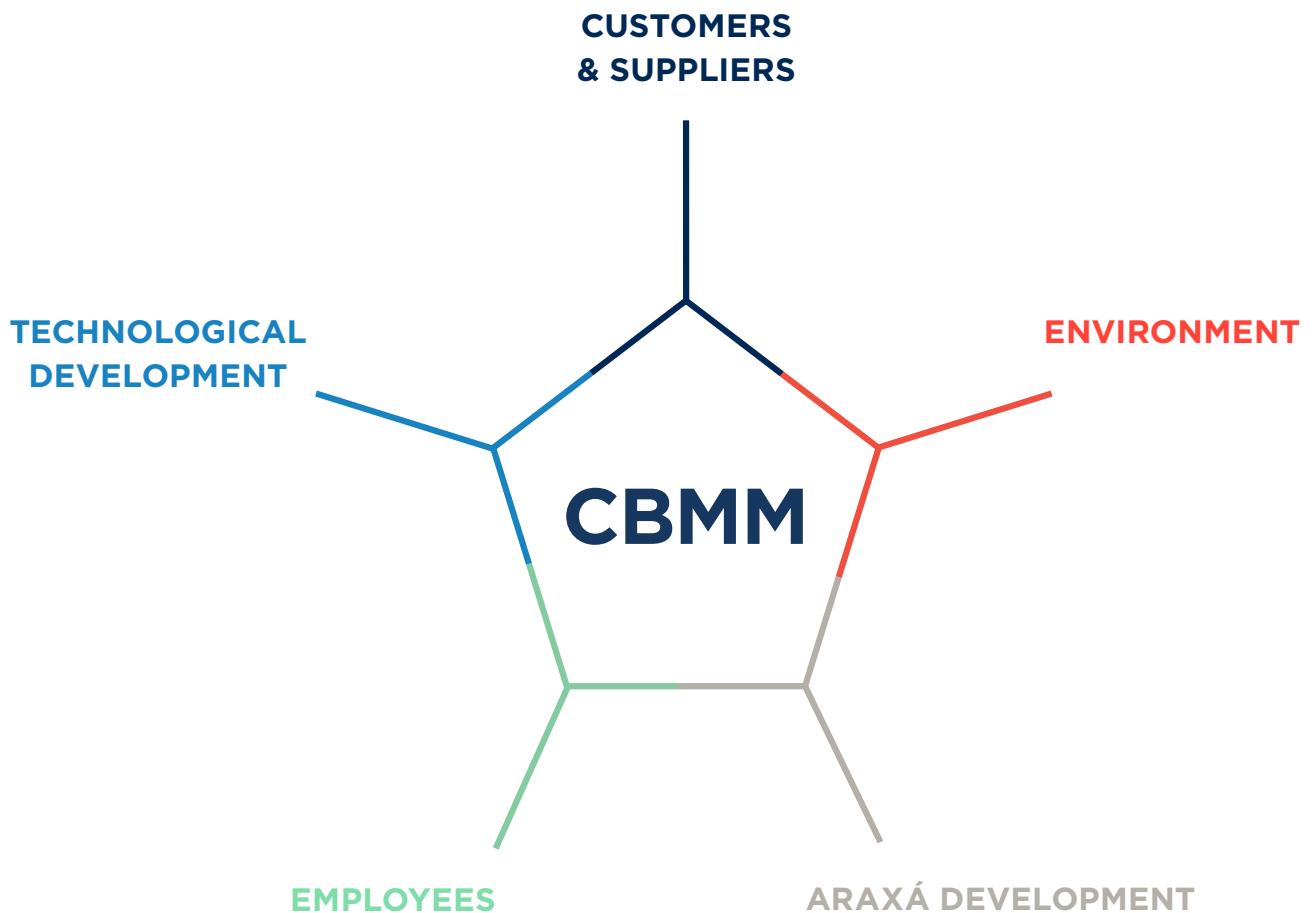 CUSTOMERS
& SUPPLIERS
TECHNOLOGICAL
DEVELOPMENT
ENVIRONMENT
CBMM
EMPLOYEES
ARAXÁ DEVELOPMENT